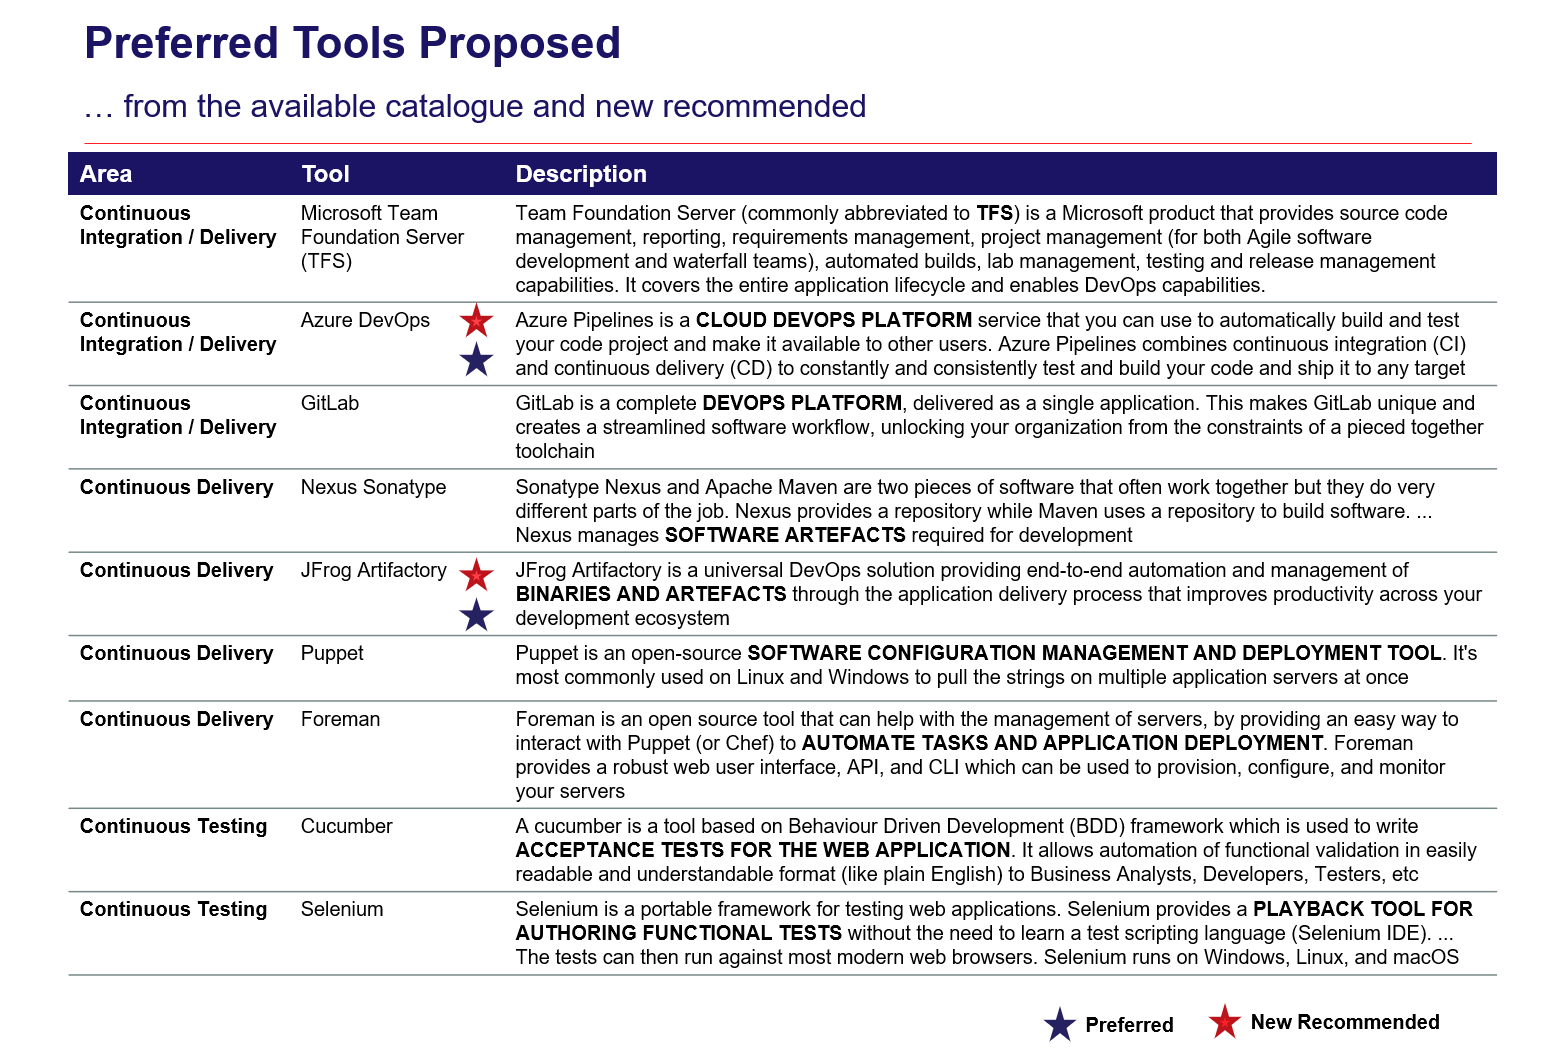 Preferred Tools Proposed
… from the available catalogue and new recommended
Area Tool Description
Continuous Integration / Delivery
Microsoft Team Foundation Server (TFS)
Team Foundation Server (commonly abbreviated to TFS) is a Microsoft product that provides source code
management, reporting, requirements management, project management (for both Agile software
development and waterfall teams), automated builds, lab management, testing and release management
capabilities. It covers the entire application lifecycle and enables DevOps capabilities.
Continuous Integration / Delivery
Azure DevOps
Azure Pipelines is a CLOUD DEVOPS PLATFORM service that you can use to automatically build and test
your code project and make it available to other users. Azure Pipelines combines continuous integration (CI)
and continuous delivery (CD) to constantly and consistently test and build your code and ship it to any target
Continuous Integration / Delivery
GitLab
GitLab is a complete DEVOPS PLATFORM, delivered as a single application. This makes GitLab unique and
creates a streamlined software workflow, unlocking your organization from the constraints of a pieced together
toolchain
Continuous Delivery
Nexus Sonatype
Sonatype Nexus and Apache Maven are two pieces of software that often work together but they do very
different parts of the job. Nexus provides a repository while Maven uses a repository to build software. ...
Nexus manages SOFTWARE ARTEFACTS required for development
Continuous Delivery
JFrog Artifactory
JFrog Artifactory is a universal DevOps solution providing end-to-end automation and management of
BINARIES AND ARTEFACTS through the application delivery process that improves productivity across your
development ecosystem
Continuous Delivery
Puppet
Puppet is an open-source SOFTWARE CONFIGURATION MANAGEMENT AND DEPLOYMENT TOOL. It's
most commonly used on Linux and Windows to pull the strings on multiple application servers at once
Continuous Delivery
Foreman
Foreman is an open source tool that can help with the management of servers, by providing an easy way to
interact with Puppet (or Chef) to AUTOMATE TASKS AND APPLICATION DEPLOYMENT. Foreman
provides a robust web user interface, API, and CLI which can be used to provision, configure, and monitor
your servers
Continuous Testing
Cucumber
A cucumber is a tool based on Behaviour Driven Development (BDD) framework which is used to write
ACCEPTANCE TESTS FOR THE WEB APPLICATION. It allows automation of functional validation in easily
readable and understandable format (like plain English) to Business Analysts, Developers, Testers, etc
Continuous Testing
Selenium
Selenium is a portable framework for testing web applications. Selenium provides a PLAYBACK TOOL FOR
AUTHORING FUNCTIONAL TESTS without the need to learn a test scripting language (Selenium IDE). ...
The tests can then run against most modern web browsers. Selenium runs on Windows, Linux, and macOS
Preferred
New Recommended